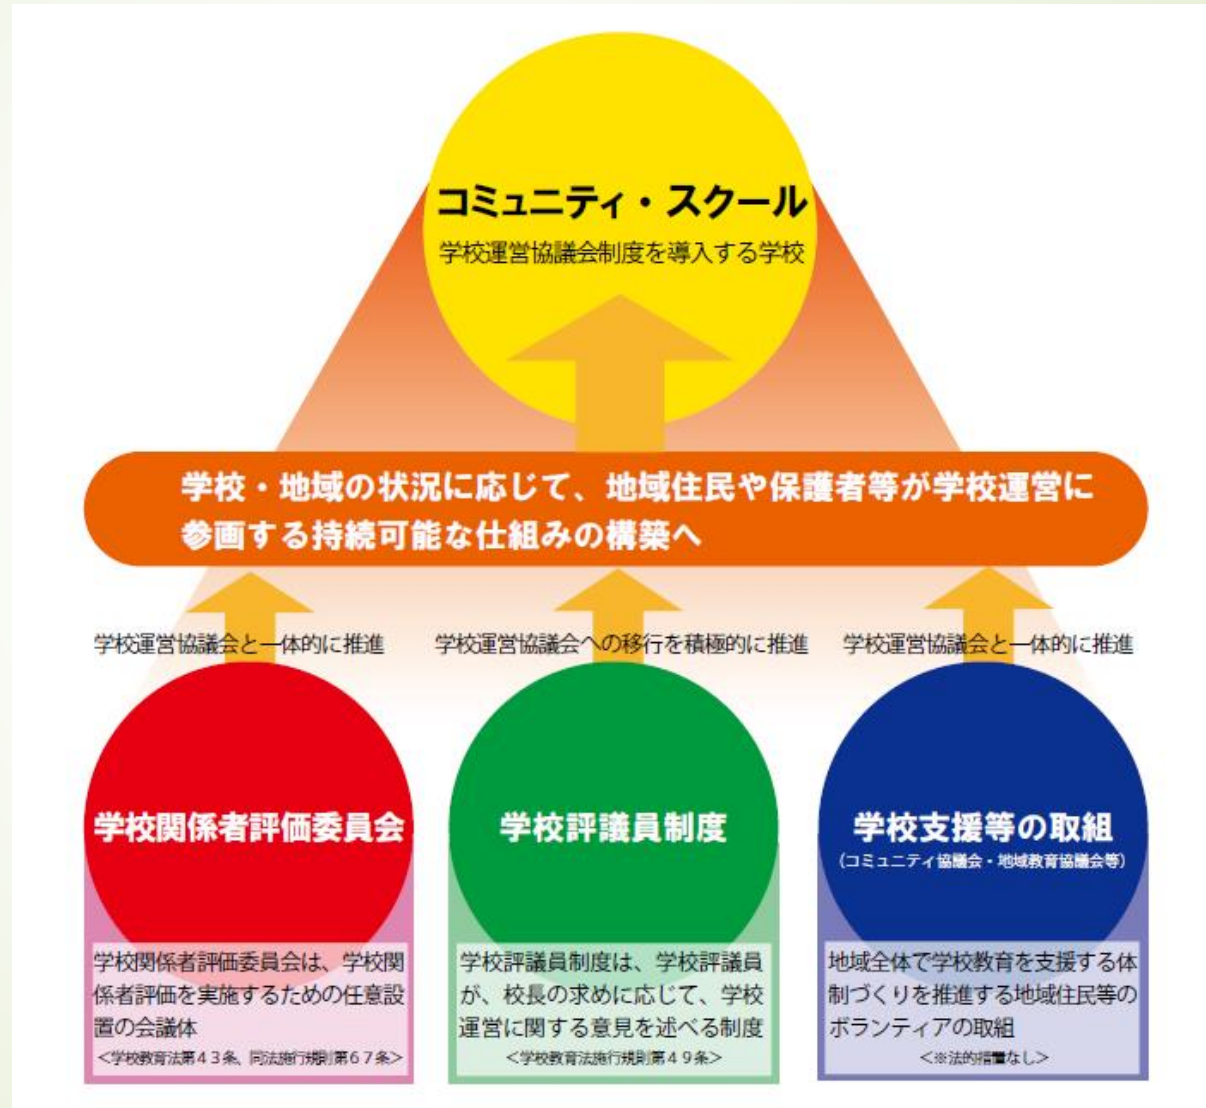 コミュニティ・スクール
学校運営協議会制度を導入する学校
学校・地域の状況に応じて、地域住民や保護者等が学校運営に
参画する持続可能な仕組みの構築へ
学校運営協議会と一体的に推進
学校運営協議会への移行を積極的に推進
学校運営協議会と一体的に推進
学校関係者評価委員会
学校関係者評価委員会は、学校関
係者評価を実施するための任意設
置の会議体
＜学校教育法第４３条、同法施行規則第６７条＞
学校評議員制度
学校評議員制度は、学校評議員
が、校長の求めに応じて、学校
運営に関する意見を述べる制度
＜学校教育法施行規則第４９条＞
学校支援等の取組
（コミュニティ協議会・地域教育協議会等）
地域全体で学校教育を支援する体
制づくりを推進する地域住民等の
ボランティアの取組
＜※法的措置なし＞